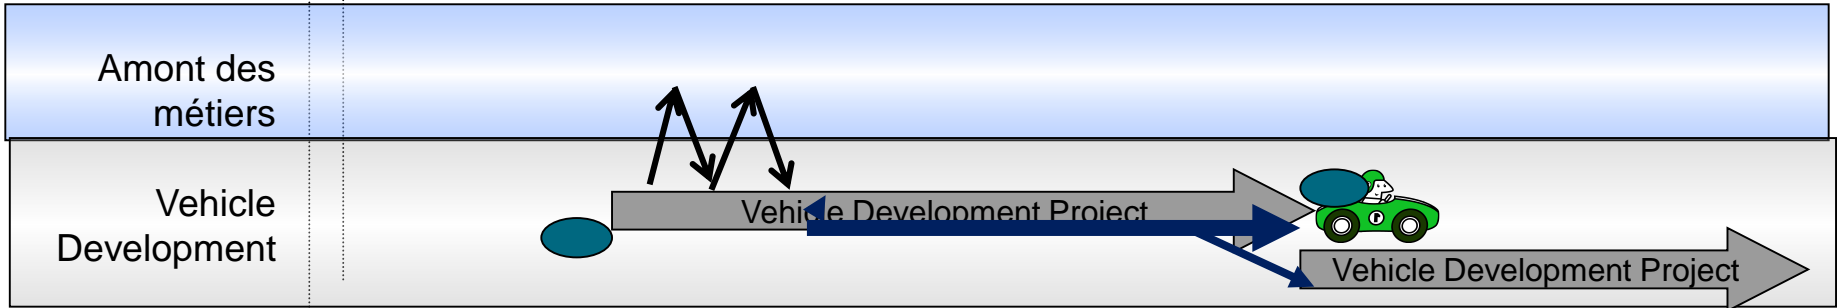 Amont des
métiers
Vehicle
Development
Vehicle Development Project
Vehicle Development Project